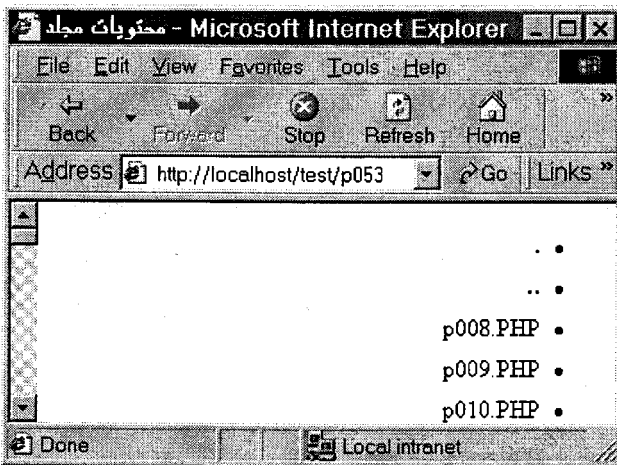 محتويات مجلد - Microsoft Internet Explorer
File Edit View Favorites Tools Help
Back Forward Stop Refresh Home »
Address http://localhost/test/p053 Go Links »
. •
.. •
p008.PHP •
p009.PHP •
p010.PHP •
Done Local intranet